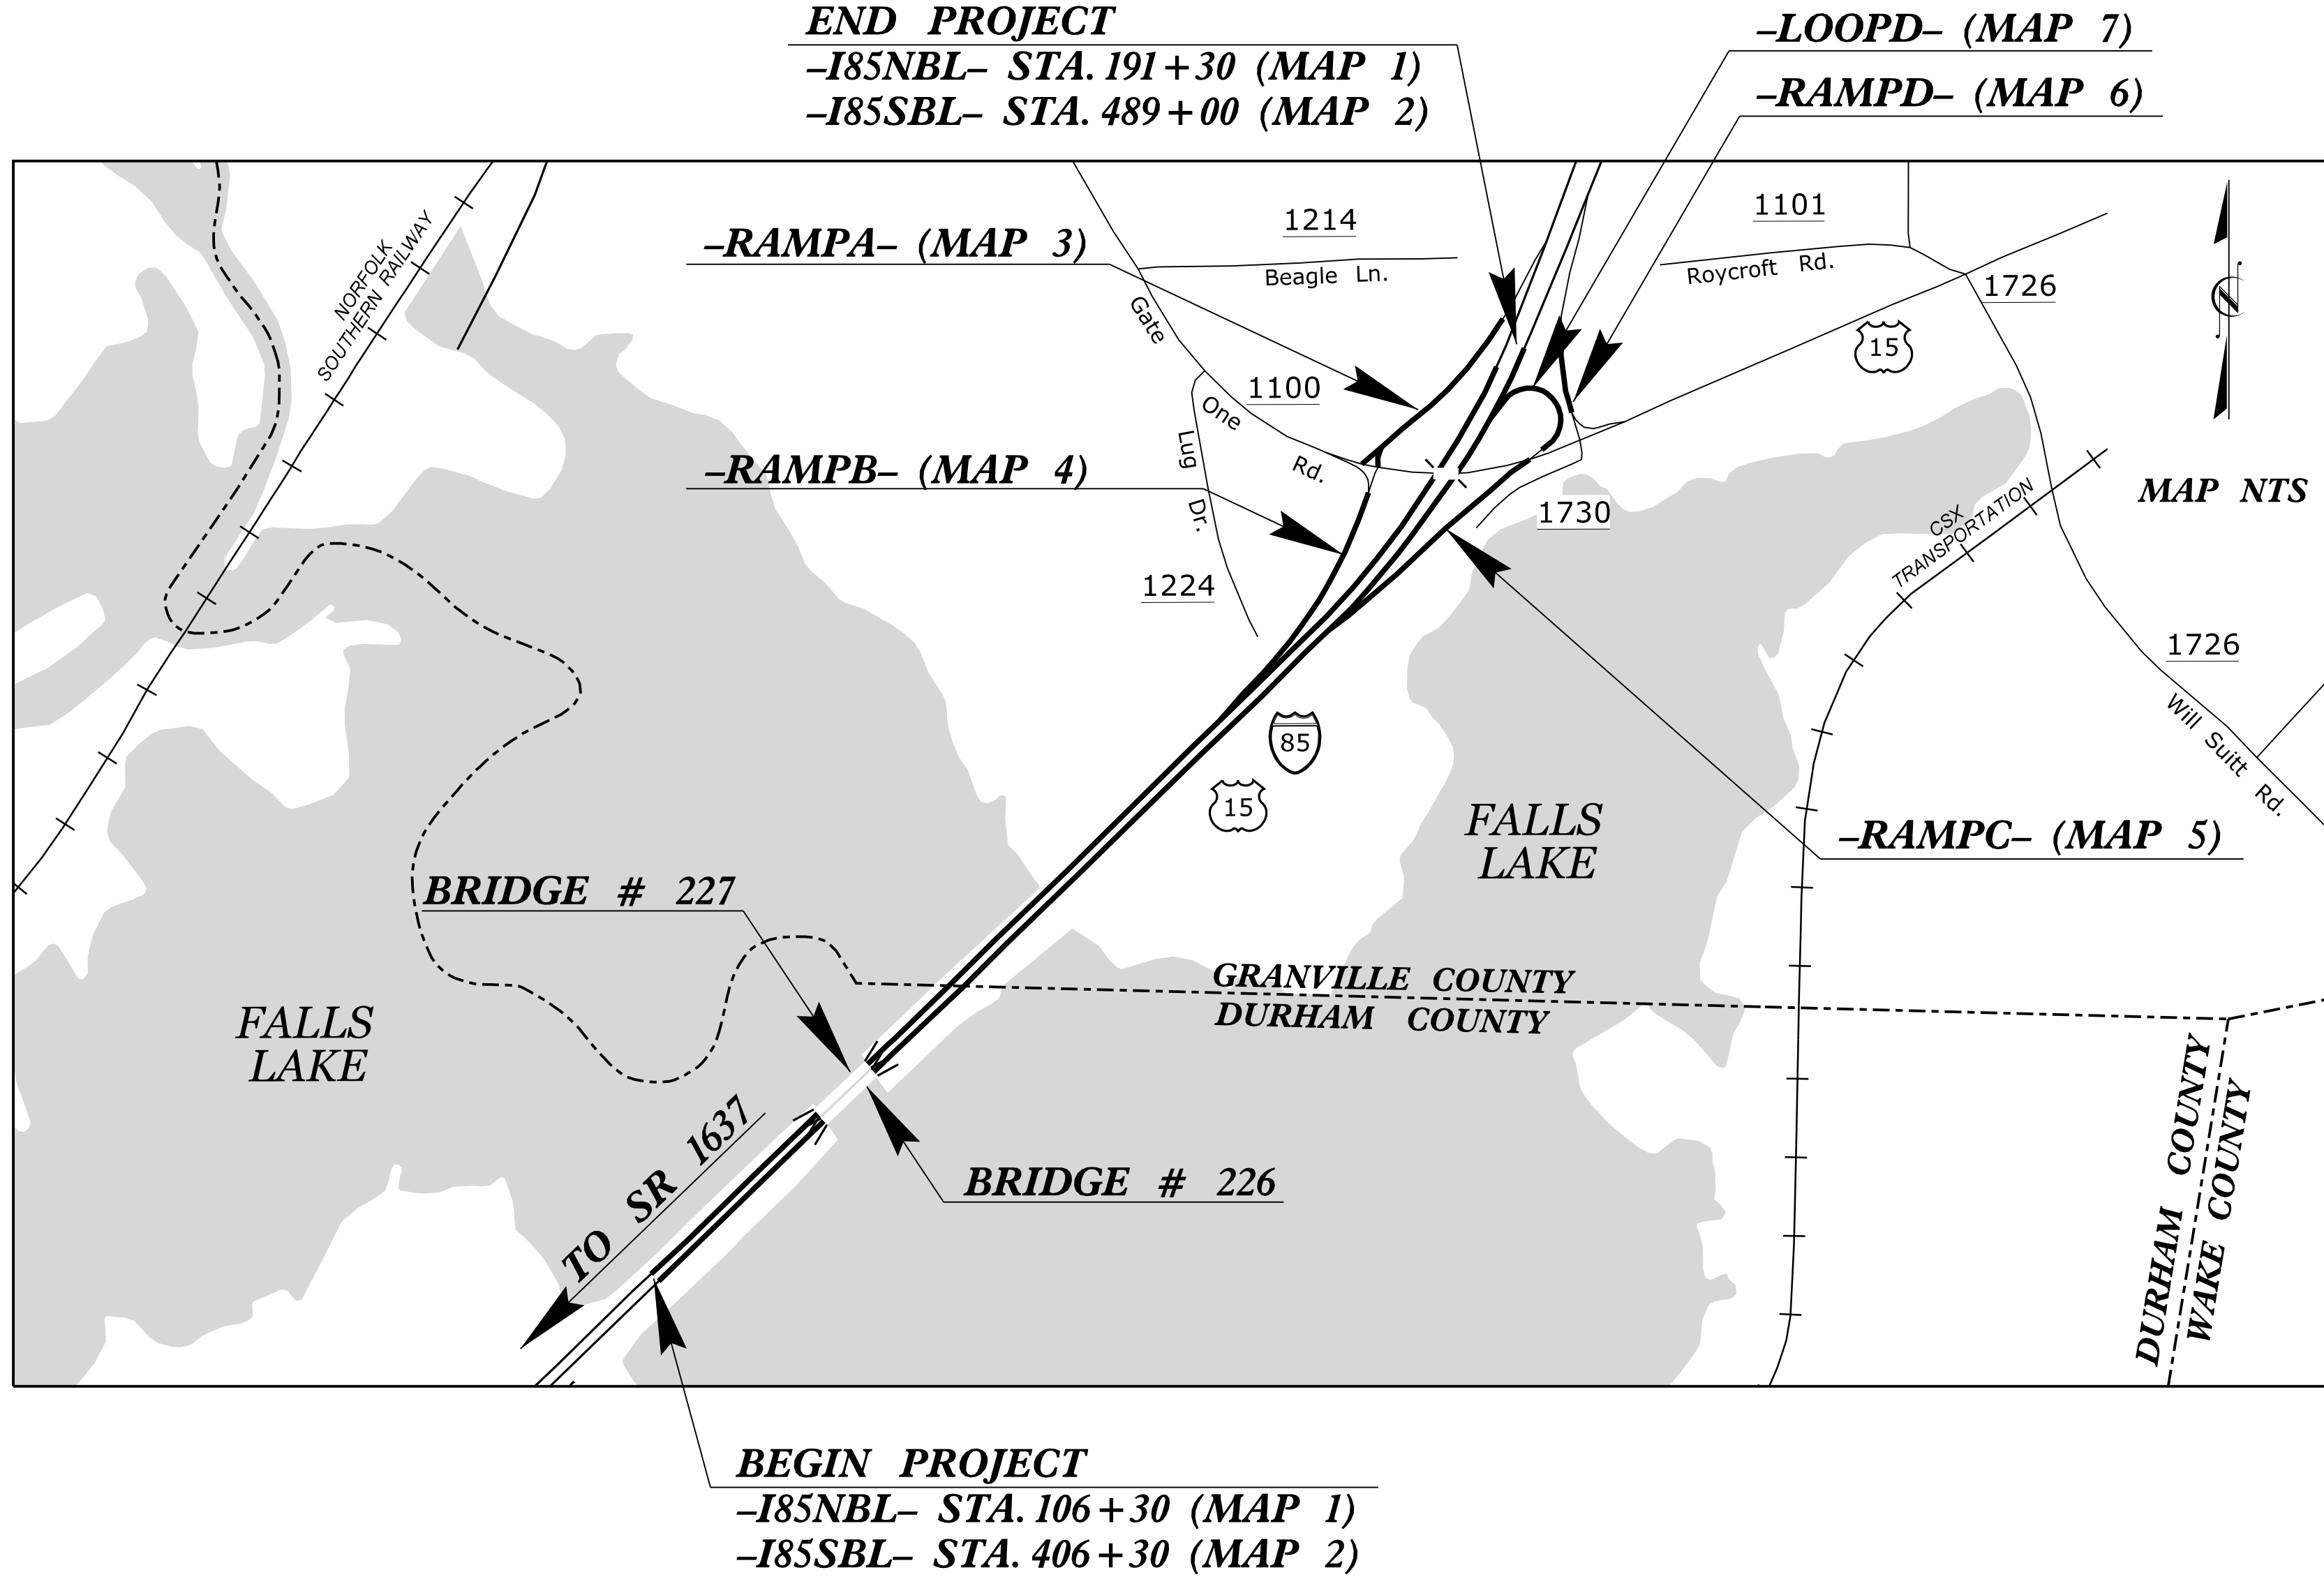 END PROJECT
–I85NBL– STA. 191+30 (MAP 1)
–I85SBL– STA. 489+00 (MAP 2)
–LOOPD– (MAP 7)
–RAMPD– (MAP 6)
–RAMPA– (MAP 3)
1214
Beagle Ln.
1101
Roycroft Rd.
1726
NORFOLK
SOUTHERN RAILWAY
15
N
Gate
One
Rd.
1100
Lug
Dr.
–RAMPB– (MAP 4)
1730
MAP NTS
CSX
TRANSPORTATION
1224
1726
Will Suitt Rd.
85
15
FALLS
LAKE
–RAMPC– (MAP 5)
BRIDGE # 227
GRANVILLE COUNTY
DURHAM COUNTY
FALLS
LAKE
DURHAM COUNTY
WAKE COUNTY
TO SR 1637
BRIDGE # 226
BEGIN PROJECT
–I85NBL– STA. 106+30 (MAP 1)
–I85SBL– STA. 406+30 (MAP 2)